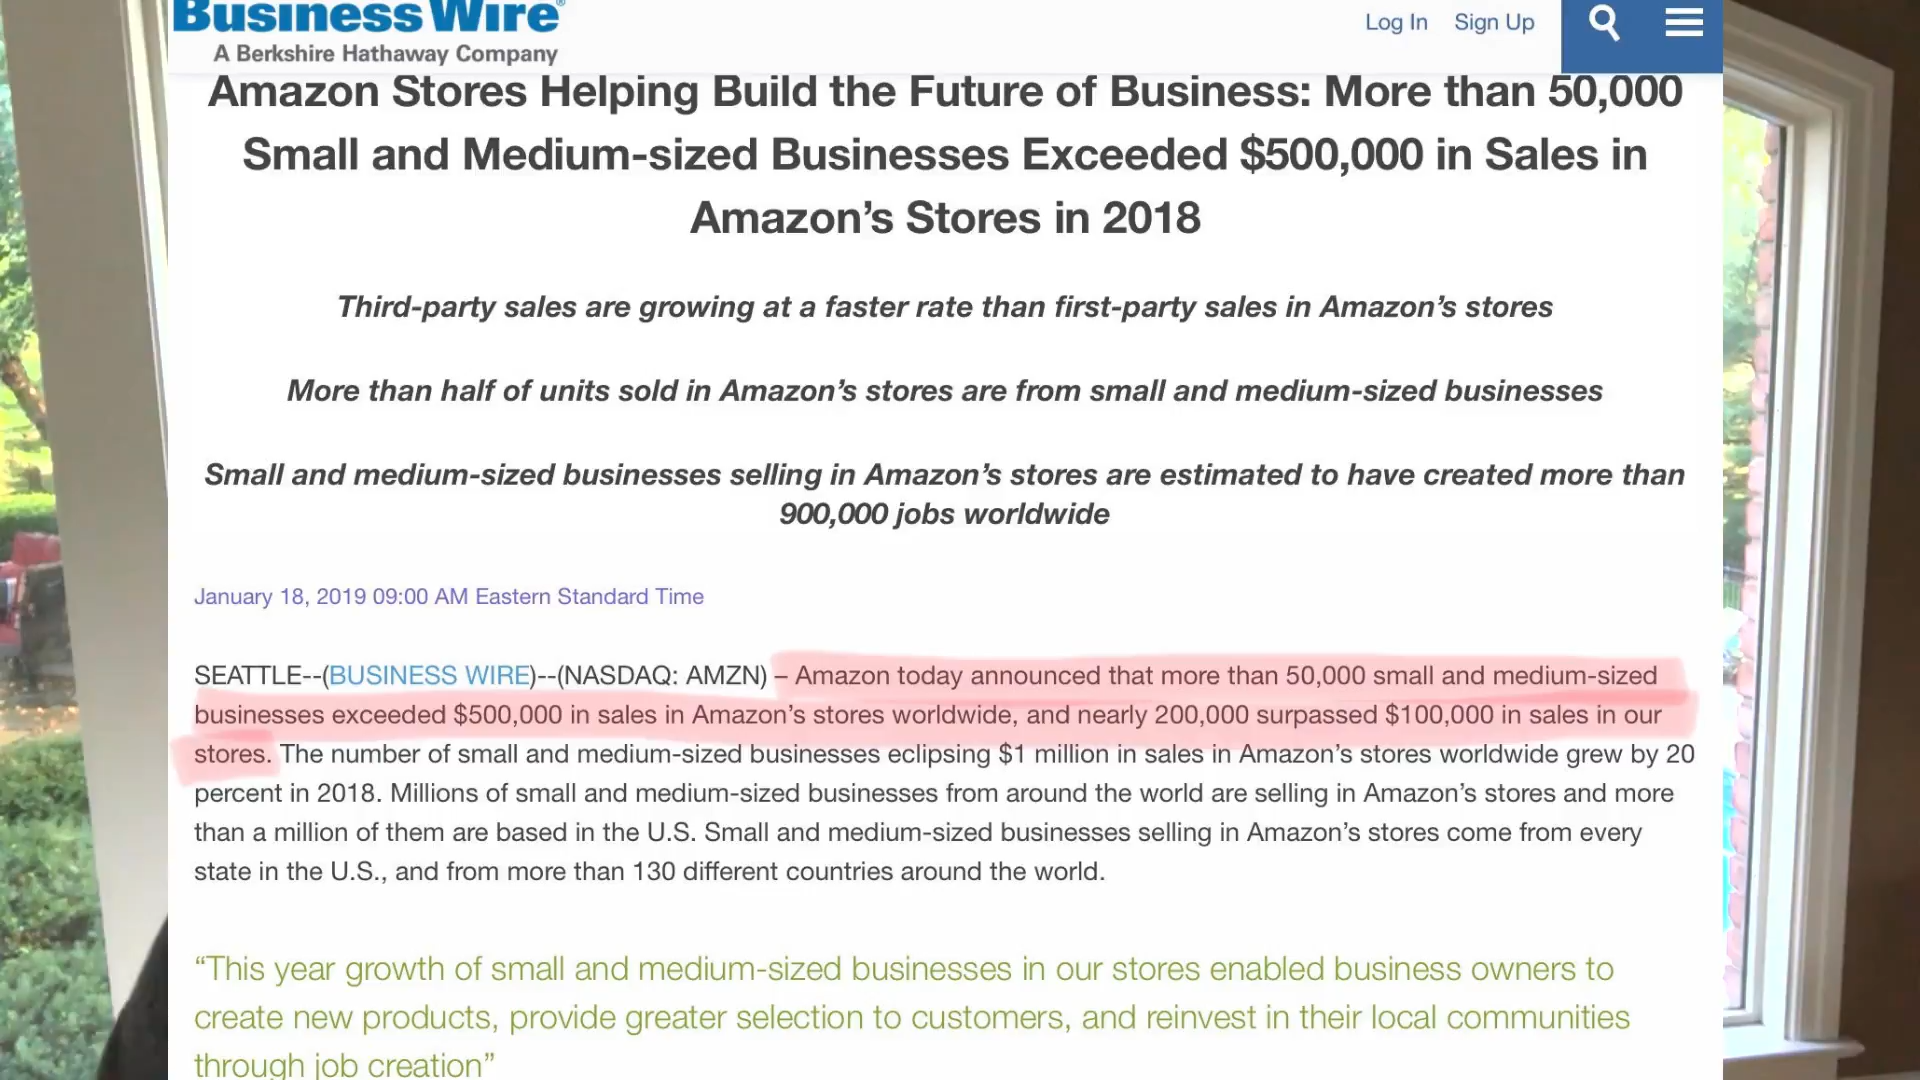 Business Wire®
A Berkshire Hathaway Company
Log In Sign Up
Amazon Stores Helping Build the Future of Business: More than 50,000
Small and Medium-sized Businesses Exceeded $500,000 in Sales in
Amazon’s Stores in 2018
Third-party sales are growing at a faster rate than first-party sales in Amazon’s stores
More than half of units sold in Amazon’s stores are from small and medium-sized businesses
Small and medium-sized businesses selling in Amazon’s stores are estimated to have created more than
900,000 jobs worldwide
January 18, 2019 09:00 AM Eastern Standard Time
SEATTLE--(BUSINESS WIRE)--(NASDAQ: AMZN) – Amazon today announced that more than 50,000 small and medium-sized
businesses exceeded $500,000 in sales in Amazon’s stores worldwide, and nearly 200,000 surpassed $100,000 in sales in our
stores. The number of small and medium-sized businesses eclipsing $1 million in sales in Amazon’s stores worldwide grew by 20
percent in 2018. Millions of small and medium-sized businesses from around the world are selling in Amazon’s stores and more
than a million of them are based in the U.S. Small and medium-sized businesses selling in Amazon’s stores come from every
state in the U.S., and from more than 130 different countries around the world.
“This year growth of small and medium-sized businesses in our stores enabled business owners to
create new products, provide greater selection to customers, and reinvest in their local communities
through job creation”